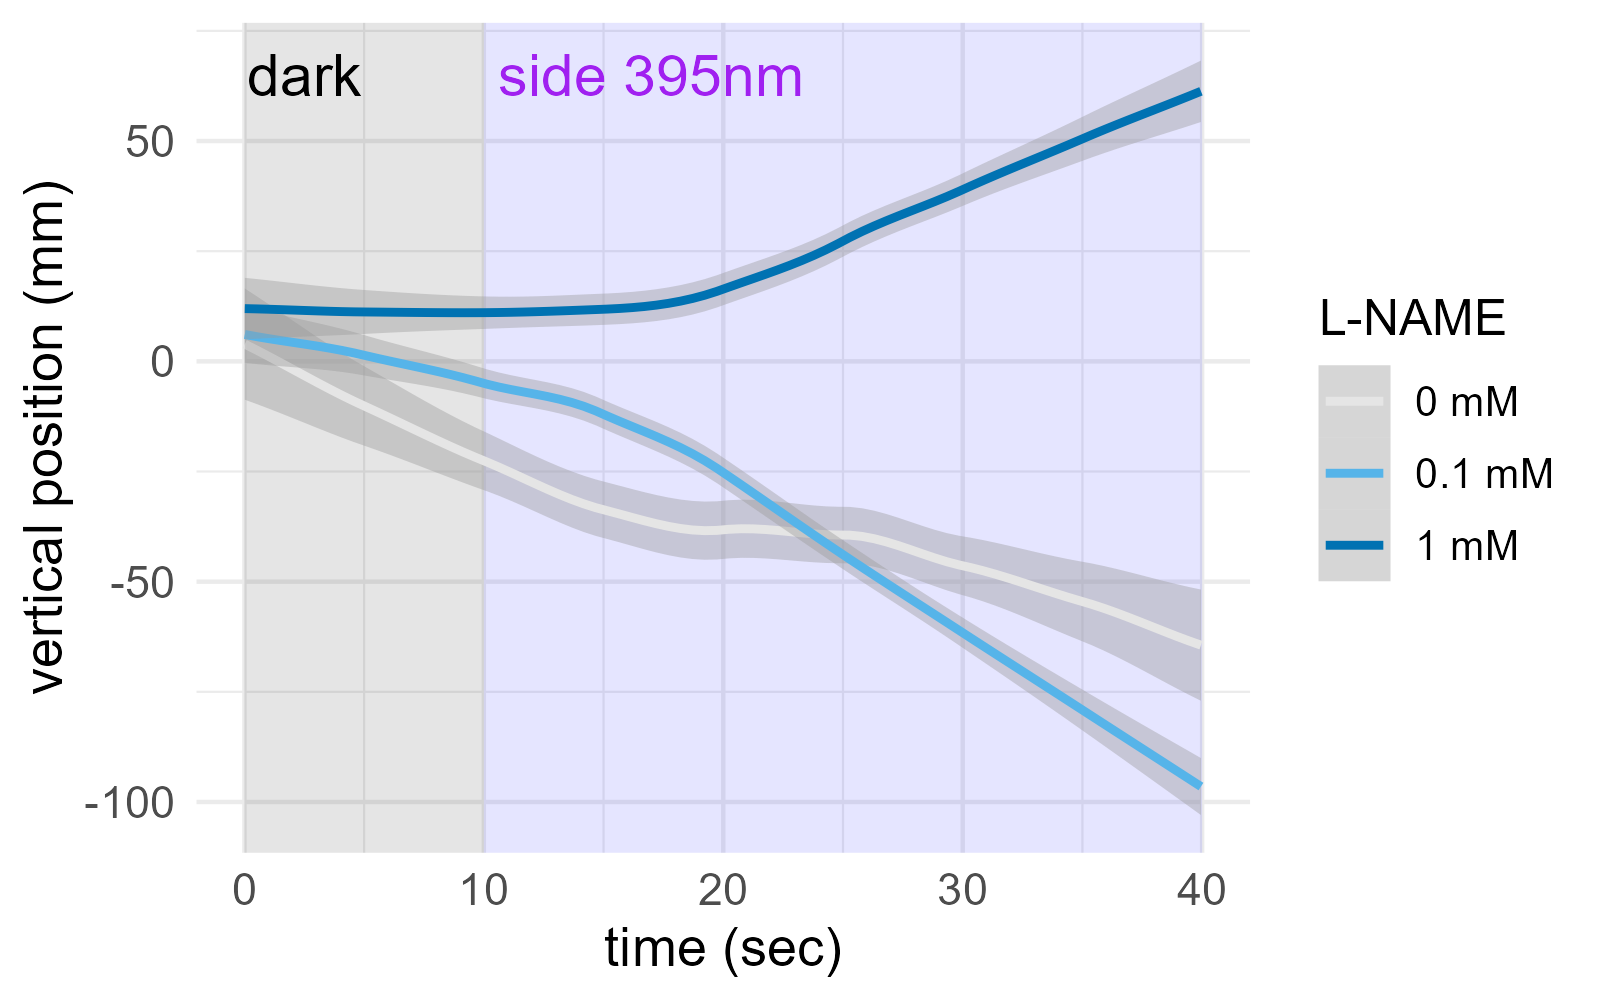 dark
side 395nm
50
0
-50
-100
vertical position (mm)
0
10
20
30
40
time (sec)
L-NAME
0 mM
0.1 mM
1 mM